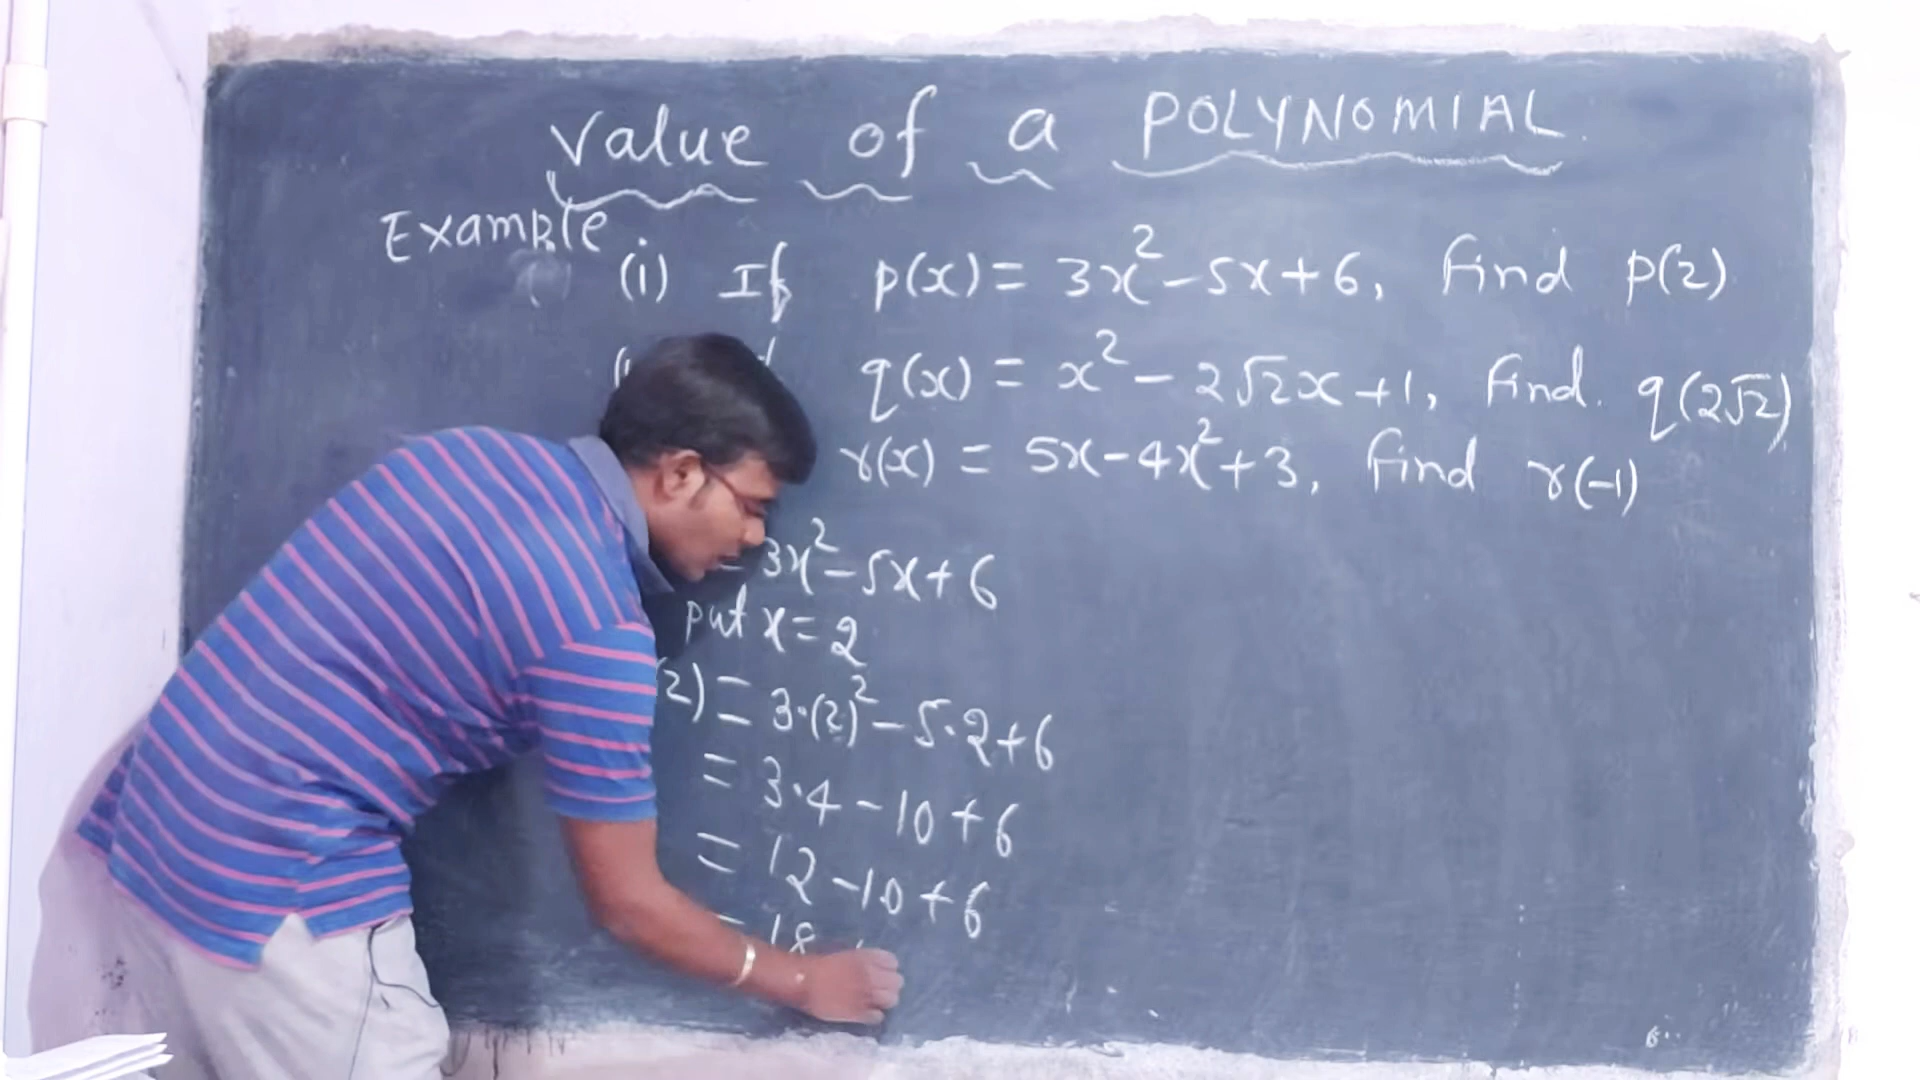 Value of a POLYNOMIAL
Example
(i) If p(x) = 3x² - 5x + 6, find p(2)
q(x) = x² - 2√2x + 1, find. q(2√2)
r(x) = 5x - 4x² + 3, find r(-1)
= 3x² - 5x + 6
put x = 2
(2) = 3·(2)² - 5·2 + 6
= 3·4 - 10 + 6
= 12 - 10 + 6
= 18